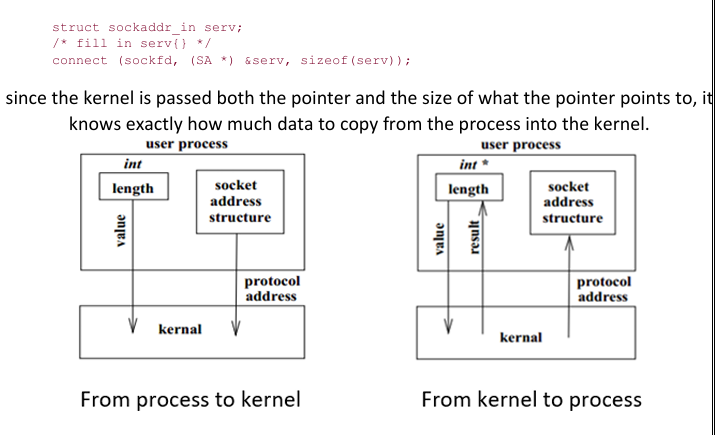 struct sockaddr_in serv;
/* fill in serv{} */
connect (sockfd, (SA *) &serv, sizeof(serv));
since the kernel is passed both the pointer and the size of what the pointer points to, it
knows exactly how much data to copy from the process into the kernel.
user process
int
length
value
socket
address
structure
protocol
address
kernal
From process to kernel
user process
int *
length
value
result
socket
address
structure
protocol
address
kernal
From kernel to process